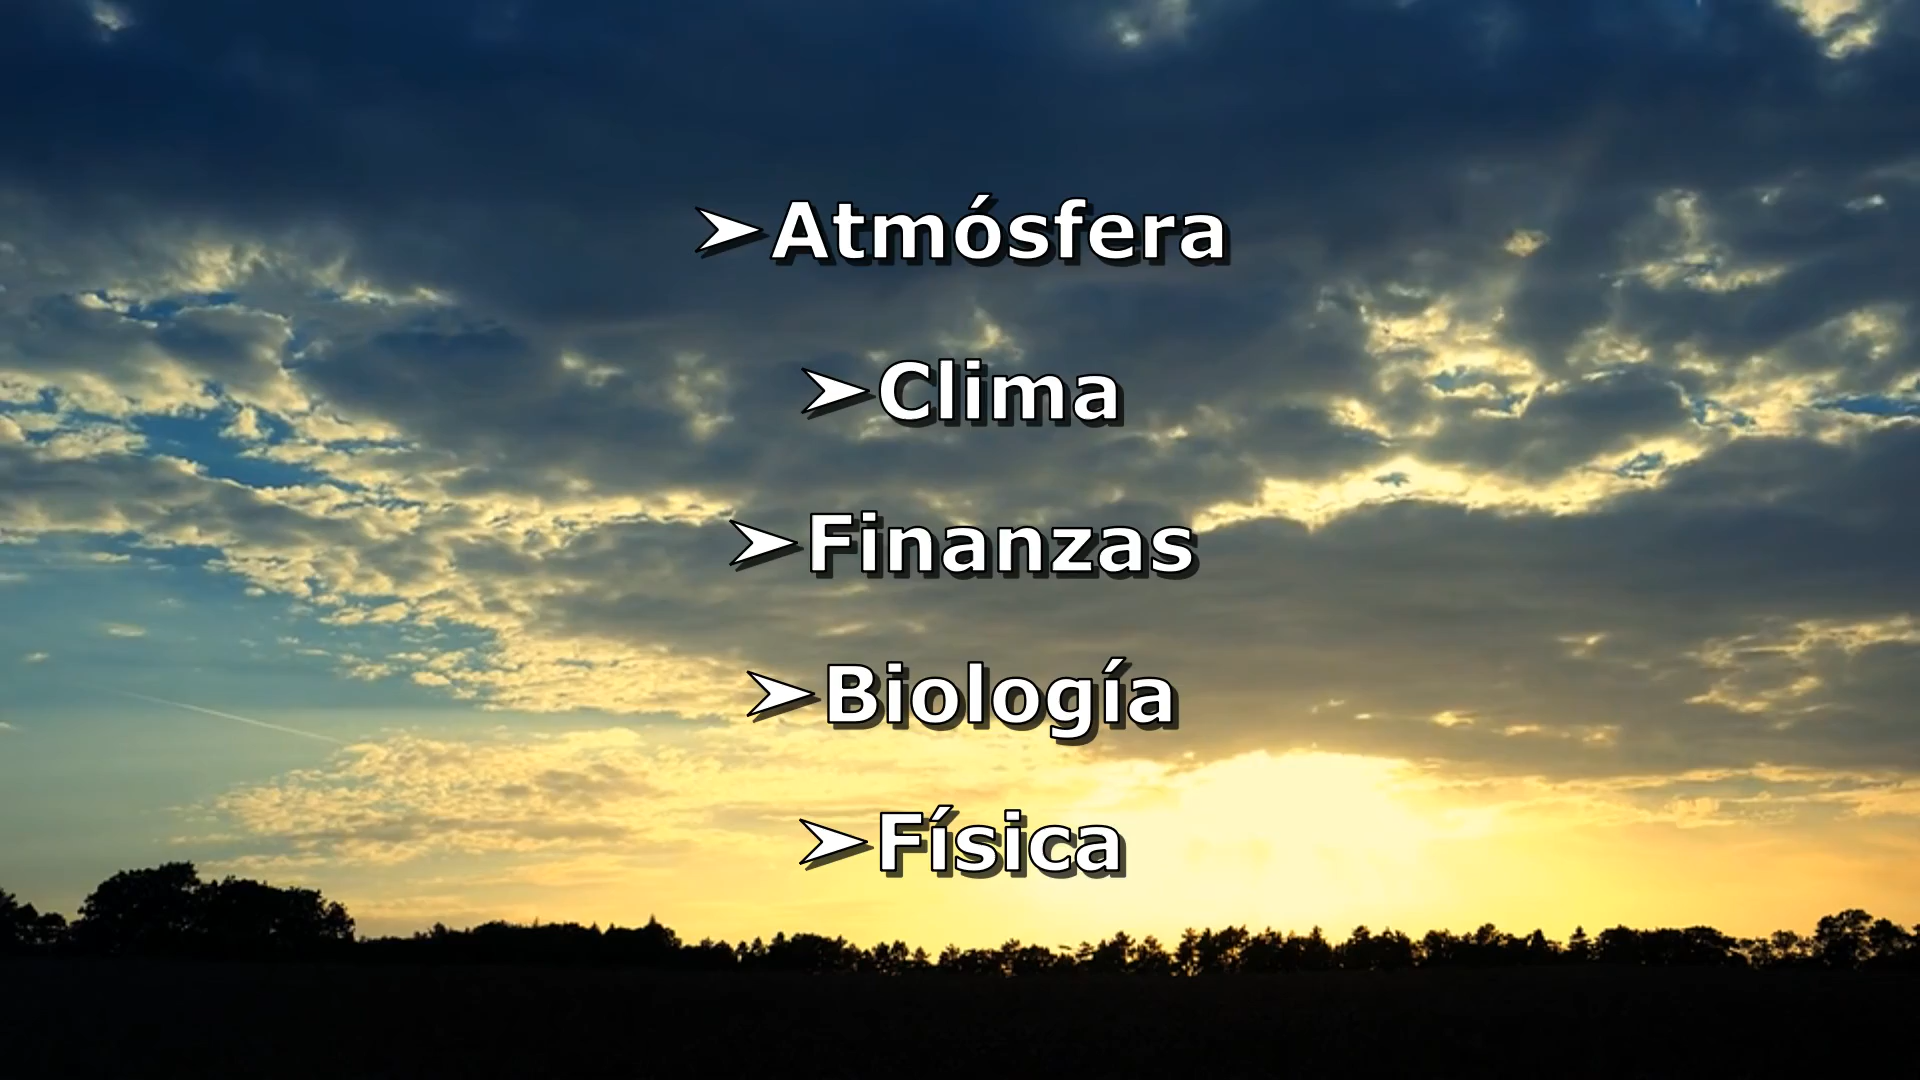 ➤Atmósfera
➤Clima
➤Finanzas
➤Biología
➤Física